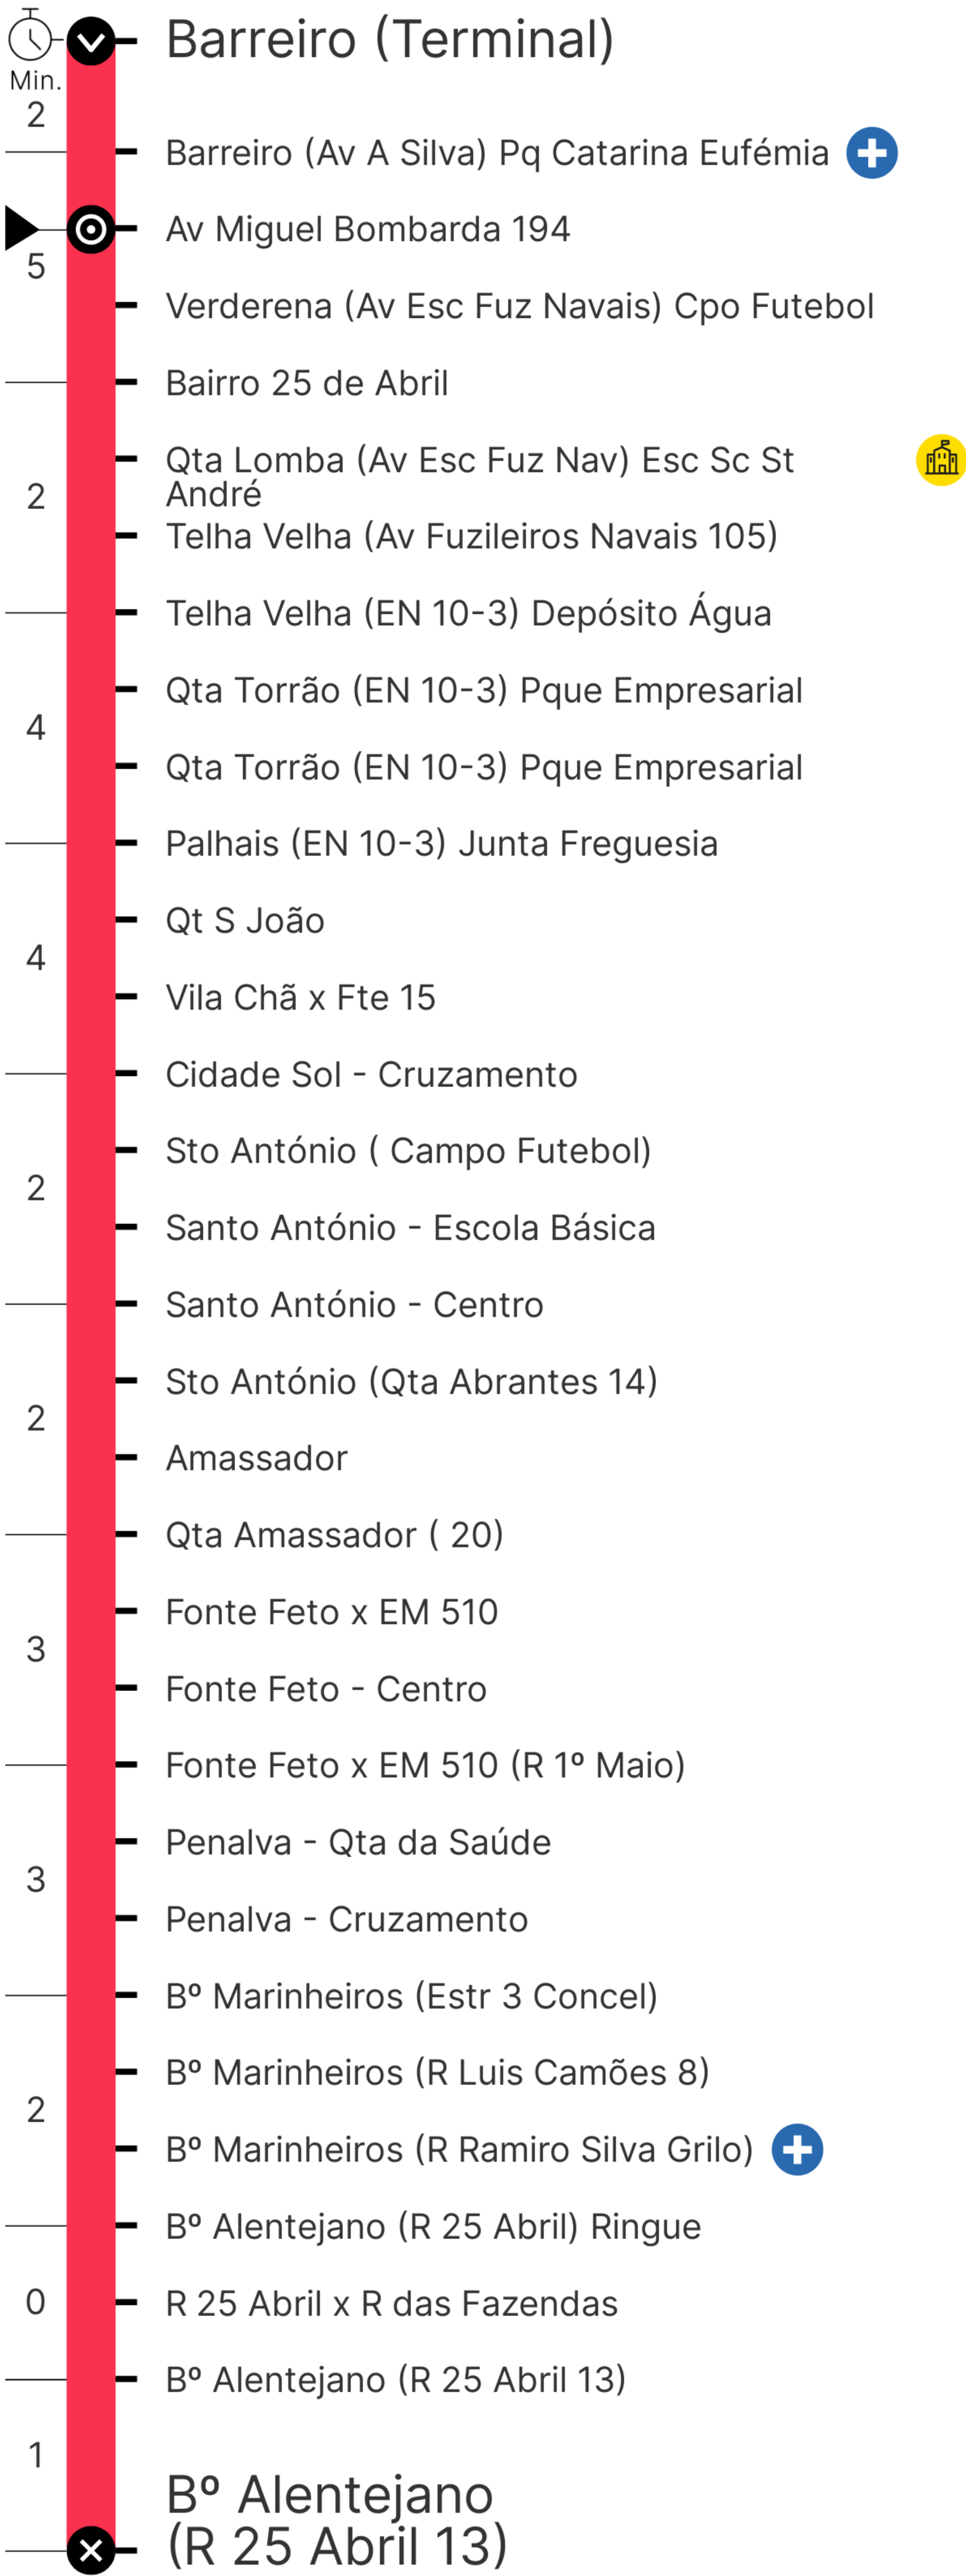 Barreiro (Terminal)
Min.
2
Barreiro (Av A Silva) Pq Catarina Eufémia
Av Miguel Bombarda 194
5
Verderena (Av Esc Fuz Navais) Cpo Futebol
Bairro 25 de Abril
Qta Lomba (Av Esc Fuz Nav) Esc Sc St
André
2
Telha Velha (Av Fuzileiros Navais 105)
Telha Velha (EN 10-3) Depósito Água
Qta Torrão (EN 10-3) Pque Empresarial
4
Qta Torrão (EN 10-3) Pque Empresarial
Palhais (EN 10-3) Junta Freguesia
Qt S João
4
Vila Chã x Fte 15
Cidade Sol - Cruzamento
Sto António ( Campo Futebol)
2
Santo António - Escola Básica
Santo António - Centro
Sto António (Qta Abrantes 14)
2
Amassador
Qta Amassador ( 20)
Fonte Feto x EM 510
3
Fonte Feto - Centro
Fonte Feto x EM 510 (R 1º Maio)
Penalva - Qta da Saúde
3
Penalva - Cruzamento
Bº Marinheiros (Estr 3 Concel)
Bº Marinheiros (R Luis Camões 8)
2
Bº Marinheiros (R Ramiro Silva Grilo)
Bº Alentejano (R 25 Abril) Ringue
0
R 25 Abril x R das Fazendas
Bº Alentejano (R 25 Abril 13)
1
Bº Alentejano
(R 25 Abril 13)